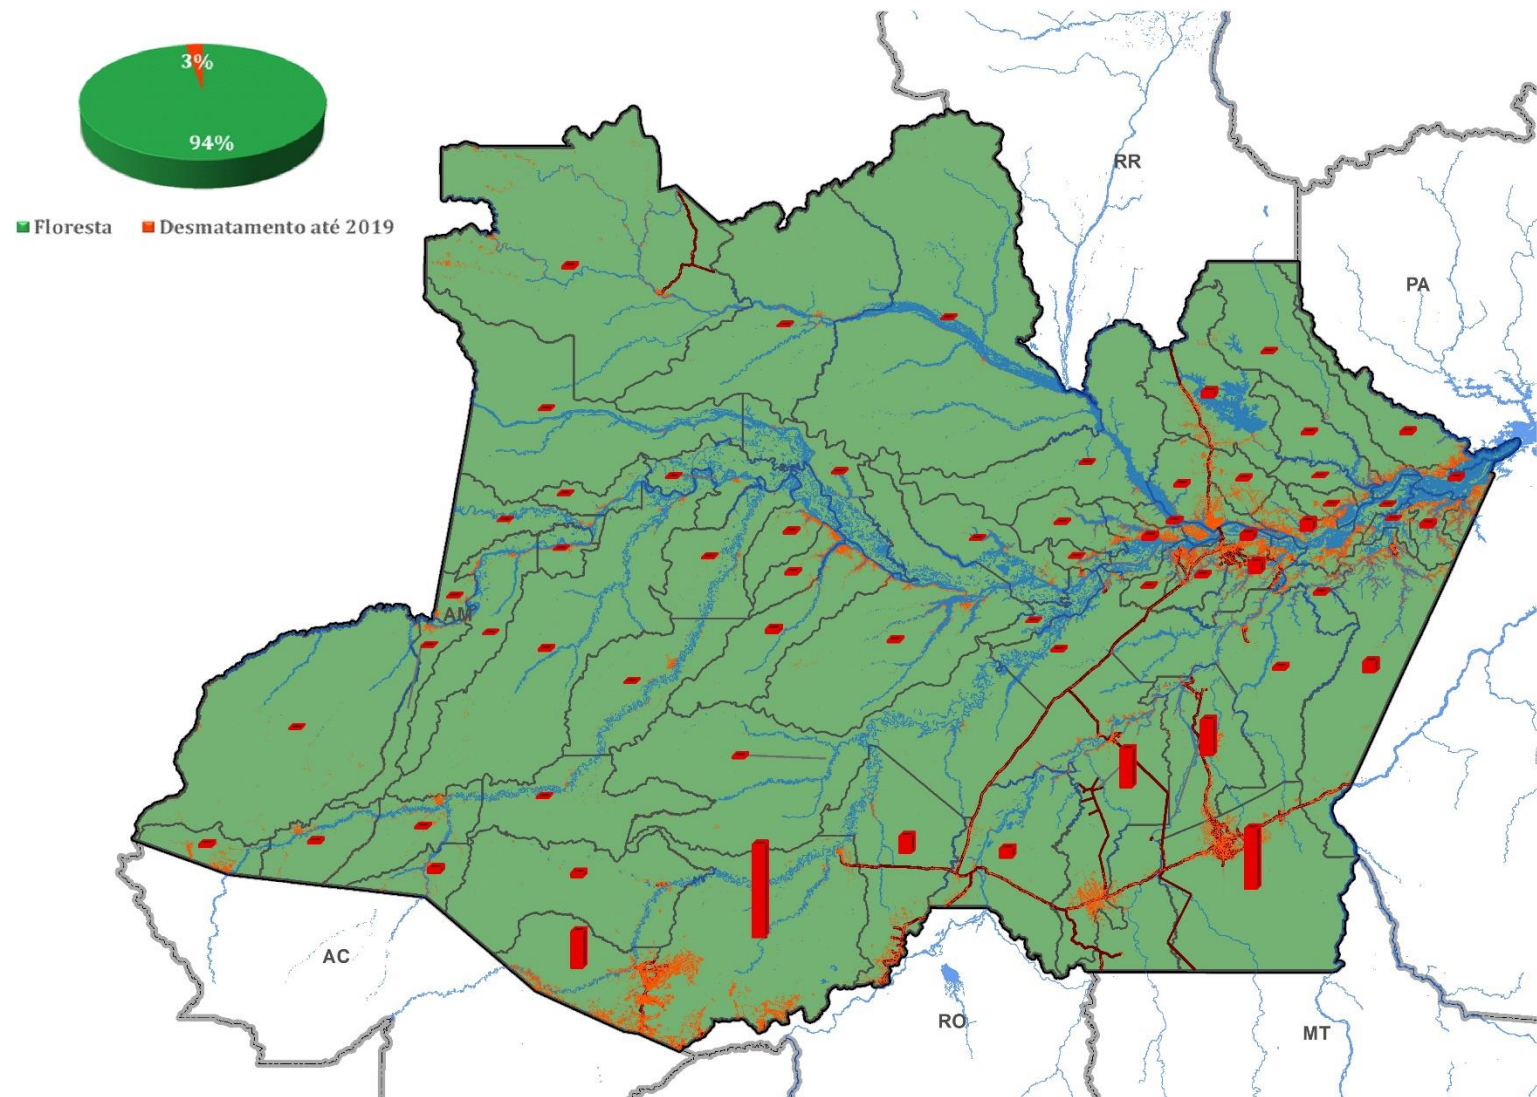 3%
94%
Floresta
Desmatamento até 2019
RR
PA
AM
AC
RO
MT